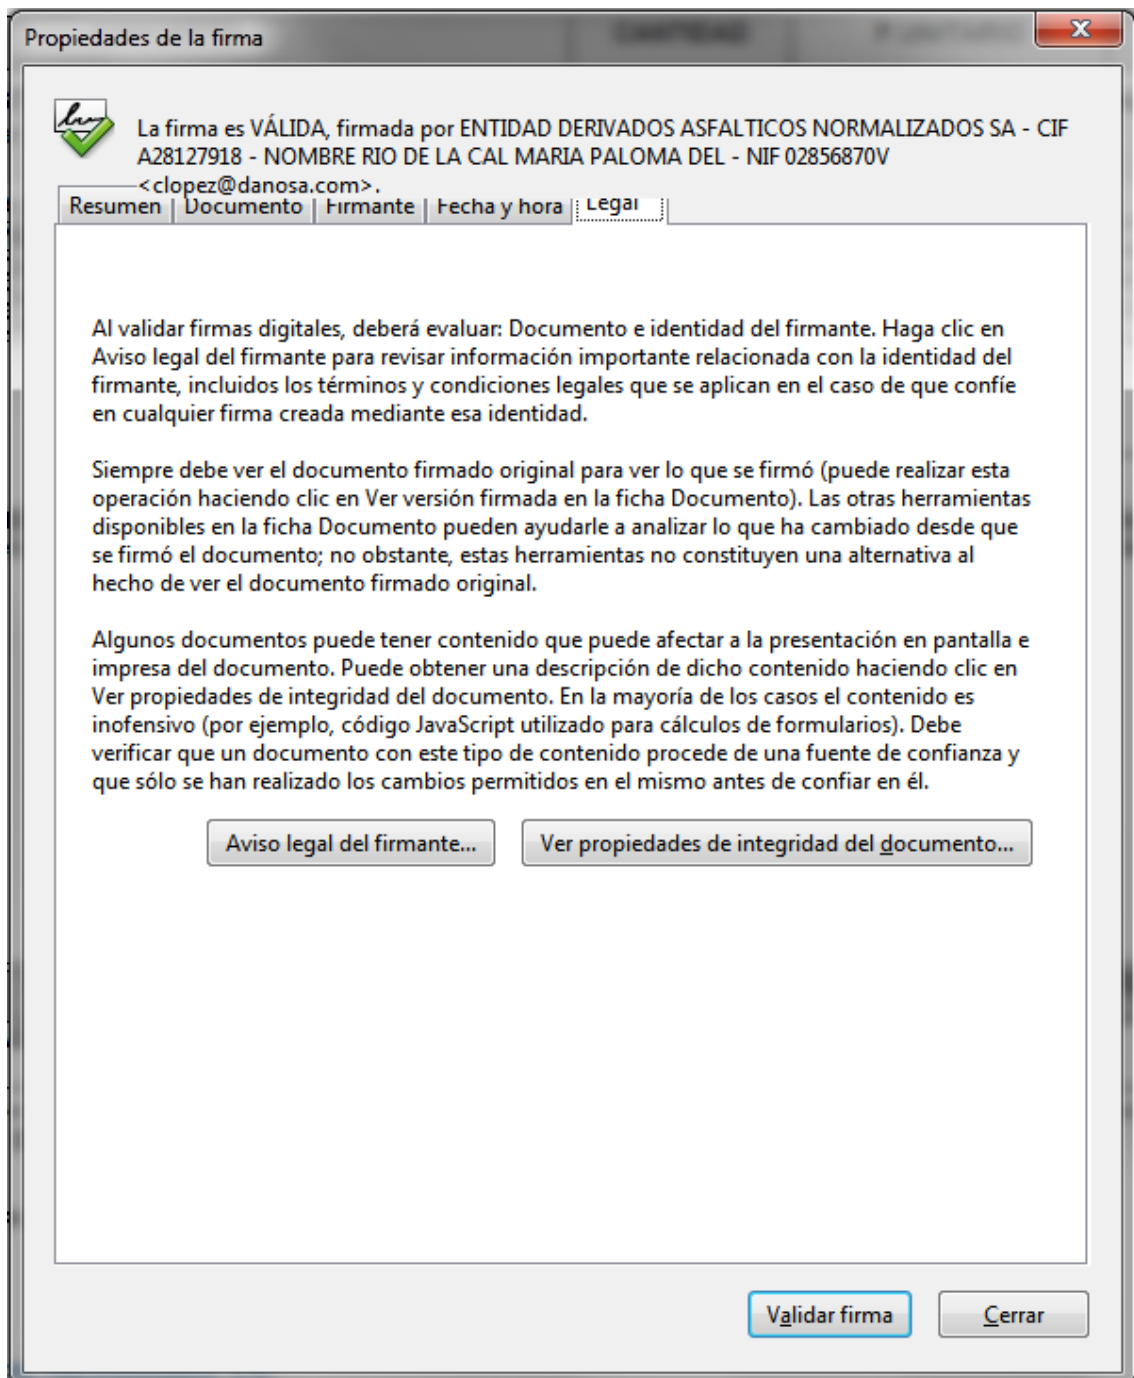 CANTIDAD
Propiedades de la firma
La firma es VÁLIDA, firmada por ENTIDAD DERIVADOS ASFALTICOS NORMALIZADOS SA - CIF
A28127918 - NOMBRE RIO DE LA CAL MARIA PALOMA DEL - NIF 02856870V
<clopez@danosa.com>.
Resumen Documento Firmante Fecha y hora Legal
Al validar firmas digitales, deberá evaluar: Documento e identidad del firmante. Haga clic en
Aviso legal del firmante para revisar información importante relacionada con la identidad del
firmante, incluidos los términos y condiciones legales que se aplican en el caso de que confíe
en cualquier firma creada mediante esa identidad.
Siempre debe ver el documento firmado original para ver lo que se firmó (puede realizar esta
operación haciendo clic en Ver versión firmada en la ficha Documento). Las otras herramientas
disponibles en la ficha Documento pueden ayudarle a analizar lo que ha cambiado desde que
se firmó el documento; no obstante, estas herramientas no constituyen una alternativa al
hecho de ver el documento firmado original.
Algunos documentos puede tener contenido que puede afectar a la presentación en pantalla e
impresa del documento. Puede obtener una descripción de dicho contenido haciendo clic en
Ver propiedades de integridad del documento. En la mayoría de los casos el contenido es
inofensivo (por ejemplo, código JavaScript utilizado para cálculos de formularios). Debe
verificar que un documento con este tipo de contenido procede de una fuente de confianza y
que sólo se han realizado los cambios permitidos en el mismo antes de confiar en él.
Aviso legal del firmante... Ver propiedades de integridad del documento...
Validar firma Cerrar